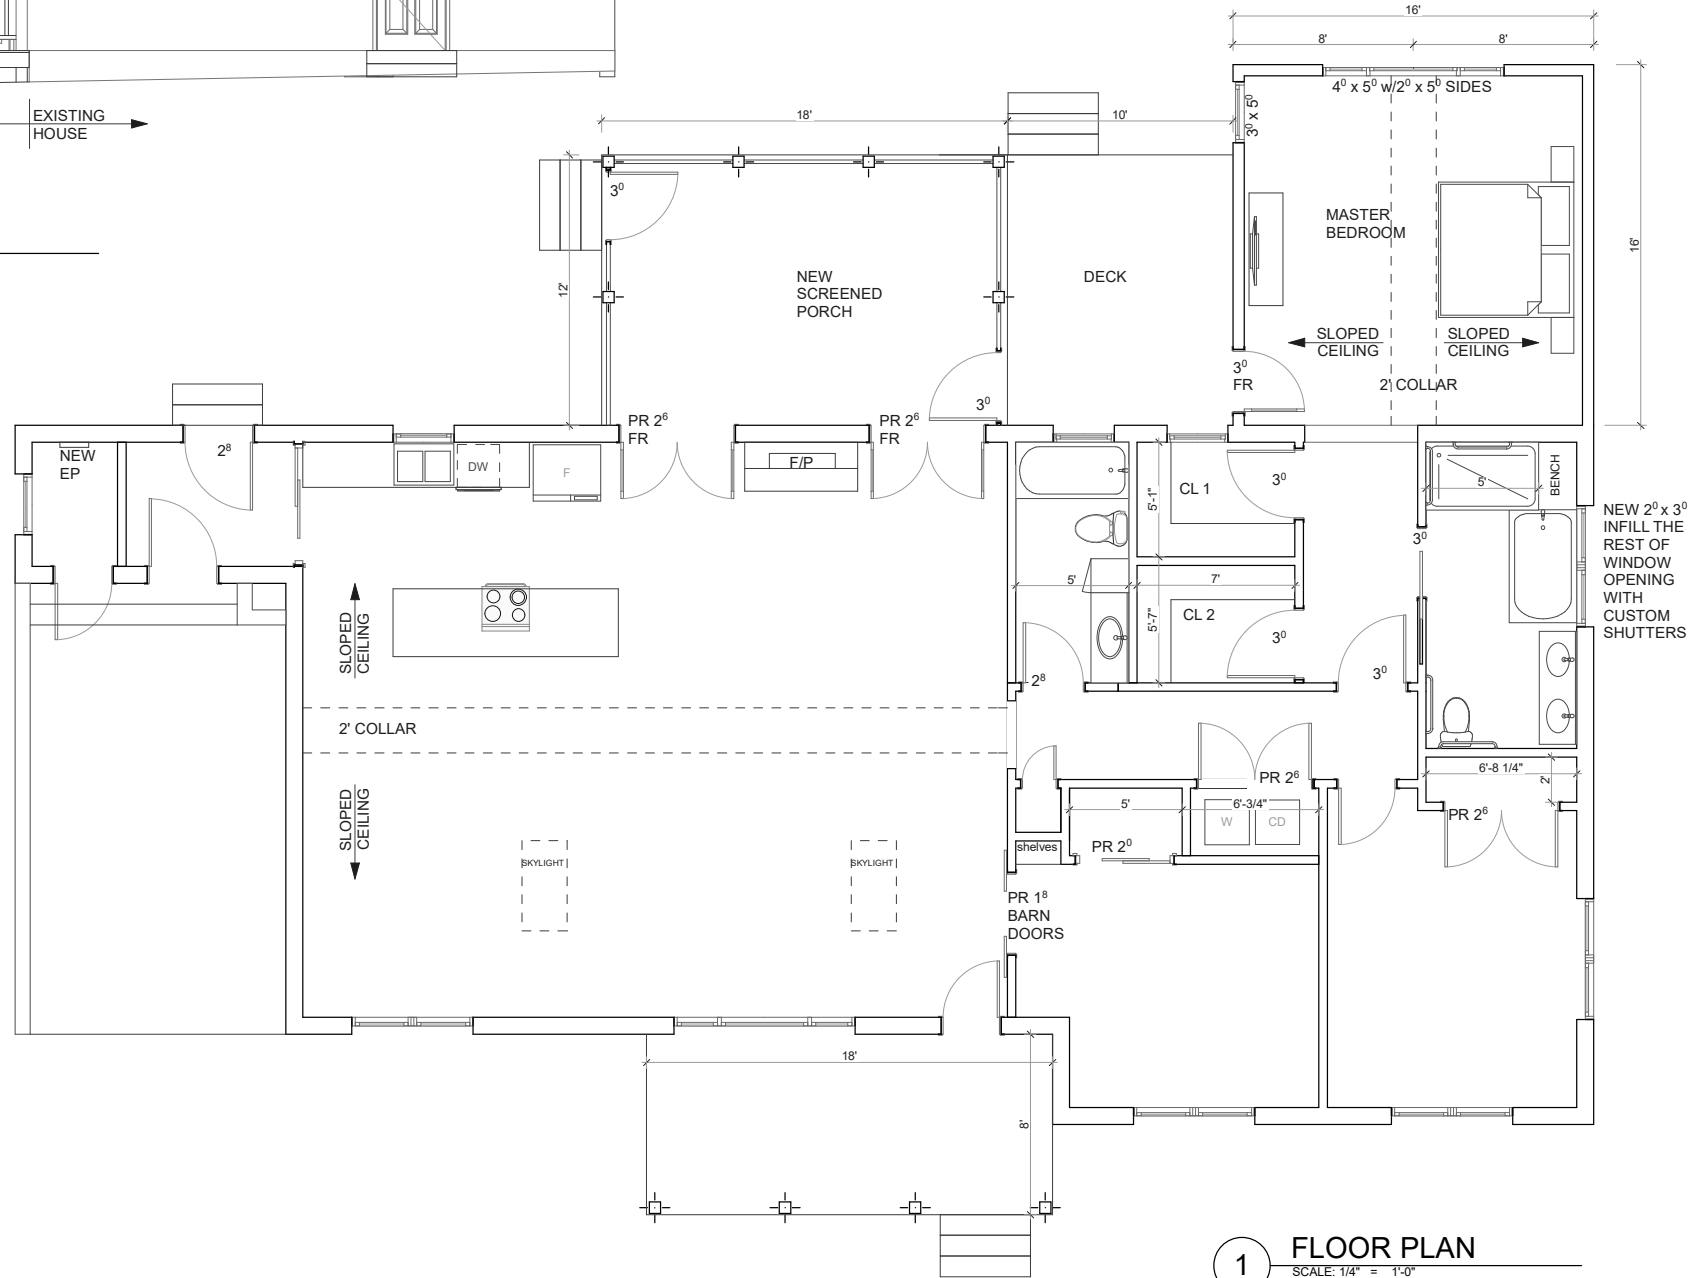 16'
8'
8'
4⁰ x 5⁰ w/2⁰ x 5⁰ SIDES
3⁰ x 5⁰
EXISTING
HOUSE
18'
10'
3⁰
12'
NEW
SCREENED
PORCH
DECK
MASTER
BEDROOM
16'
SLOPED
CEILING
SLOPED
CEILING
3⁰
FR
2' COLLAR
3⁰
PR 2⁶
FR
PR 2⁶
FR
NEW
EP
2⁸
DW
F
F/P
CL 1
5'-1"
3⁰
5'
BENCH
3⁰
NEW 2⁰ x 3⁰
INFILL THE
REST OF
WINDOW
OPENING
WITH
CUSTOM
SHUTTERS
5'
7'
CL 2
5'-7"
3⁰
SLOPED
CEILING
2⁸
3⁰
2' COLLAR
PR 2⁶
6'-8 1/4"
2'
5'
6'-3/4"
W
CD
PR 2⁶
SLOPED
CEILING
shelves
PR 2⁰
SKYLIGHT
SKYLIGHT
PR 1⁸
BARN
DOORS
18'
8'
1
FLOOR PLAN
SCALE: 1/4" = 1'-0"